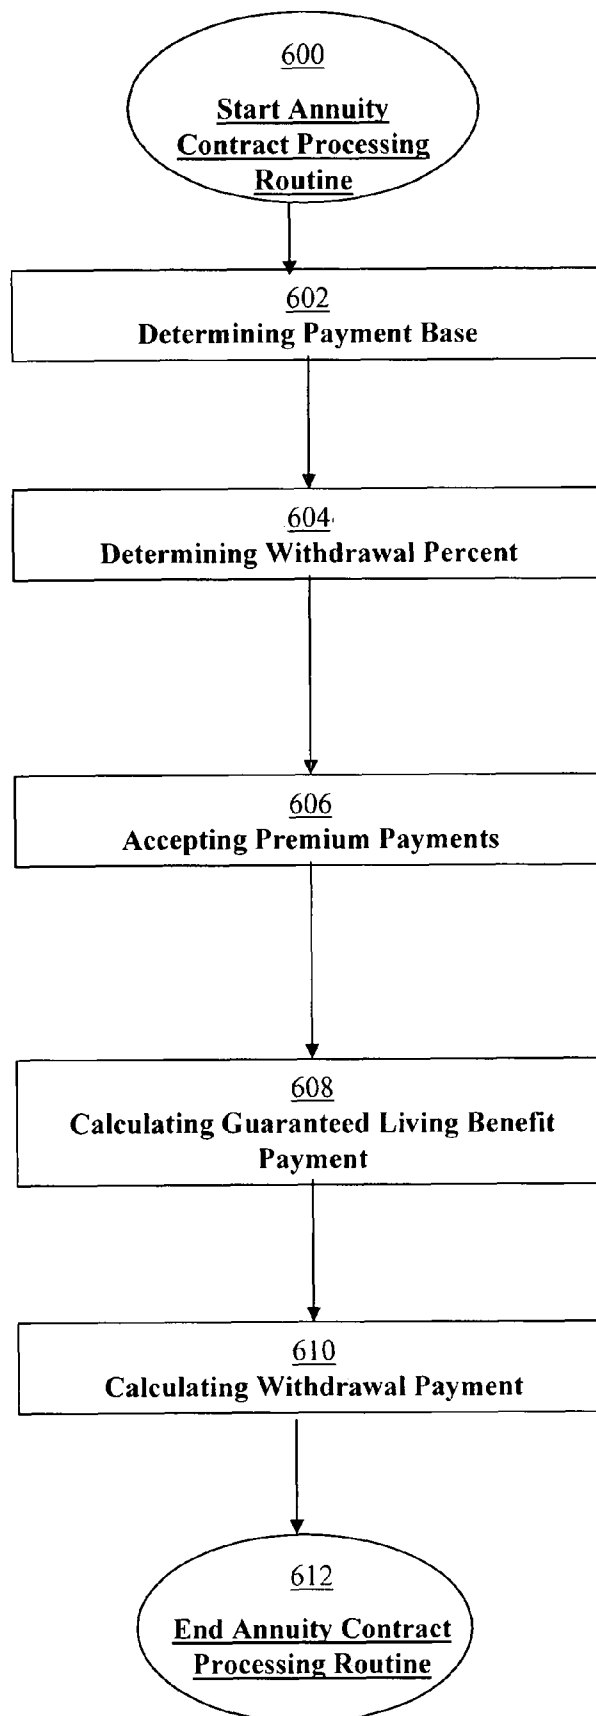 600
Start Annuity
Contract Processing
Routine
602
Determining Payment Base
604
Determining Withdrawal Percent
606
Accepting Premium Payments
608
Calculating Guaranteed Living Benefit
Payment
610
Calculating Withdrawal Payment
612
End Annuity Contract
Processing Routine